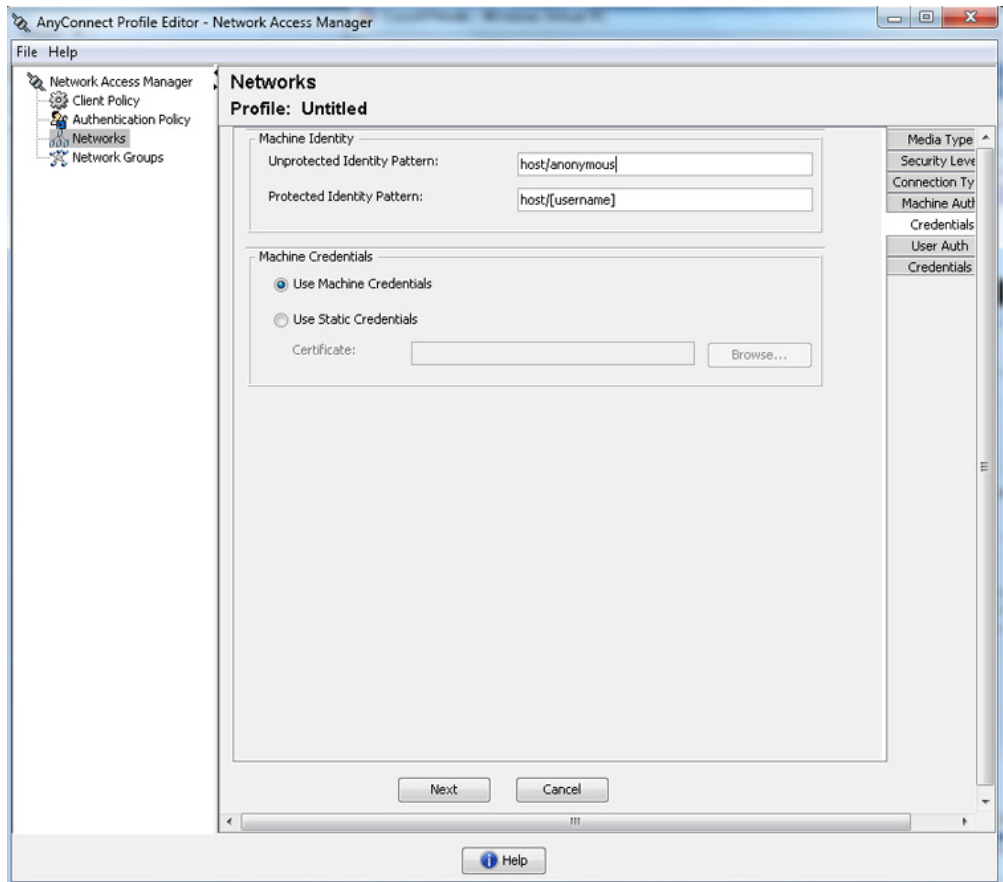 AnyConnect Profile Editor - Network Access Manager
File Help
Network Access Manager
Client Policy
Authentication Policy
Networks
Network Groups
Networks
Profile: Untitled
Machine Identity
Unprotected Identity Pattern: host/anonymous
Protected Identity Pattern: host/[username]
Machine Credentials
Use Machine Credentials
Use Static Credentials
Certificate: Browse...
Media Type
Security Leve
Connection Ty
Machine Auth
Credentials
User Auth
Credentials
Next Cancel
Help